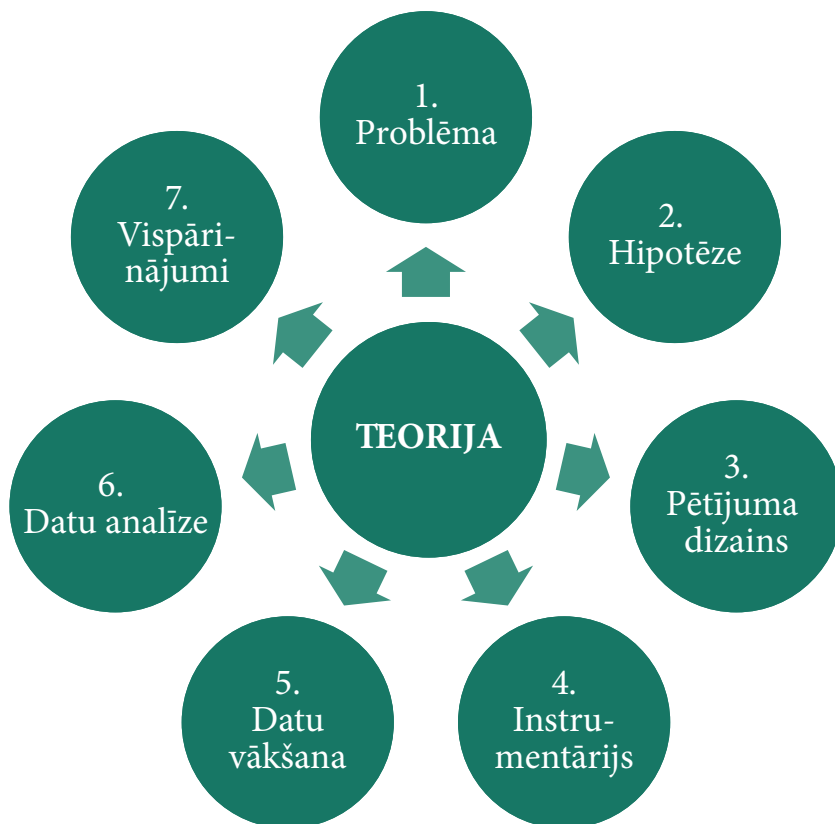 1.
Problēma
2.
Hipotēze
3.
Pētījuma
dizains
4.
Instru-
mentārijs
5.
Datu
vākšana
6.
Datu analīze
7.
Vispāri-
nājumi
TEORIJA